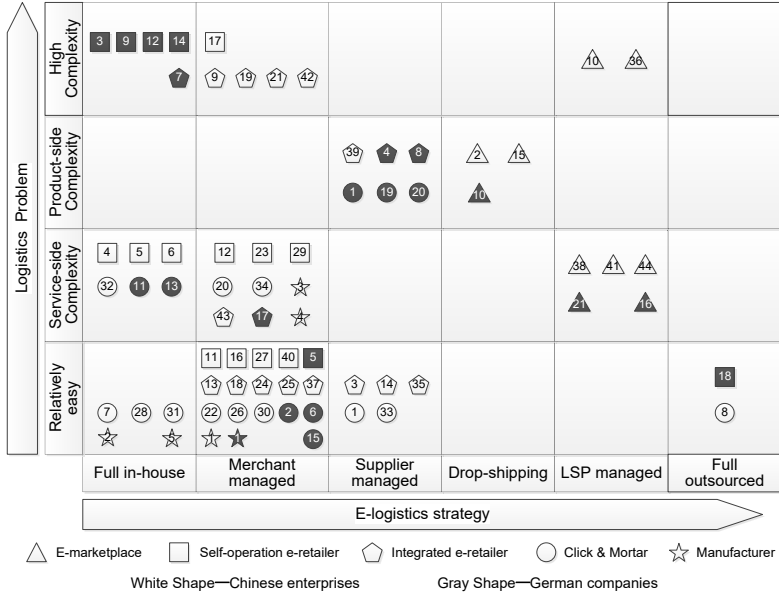 Logistics Problem
High
Complexity
3 9 12 14 17
7 9 19 21 42
10 36
Product-side
Complexity
39 4 8 2 15
1 19 20 10
Service-side
Complexity
4 5 6 12 23 29
38 41 44
32 11 13 20 34 3
21 16
43 17 4
Relatively
easy
11 16 27 40 5
18
13 18 24 25 37 3 14 35
7 28 31 22 26 30 2 6 1 33 8
2 5 1 1 15
Full in-house
Merchant
managed
Supplier
managed
Drop-shipping
LSP managed
Full
outsourced
E-logistics strategy
E-marketplace Self-operation e-retailer Integrated e-retailer Click & Mortar Manufacturer
White Shape—Chinese enterprises Gray Shape—German companies